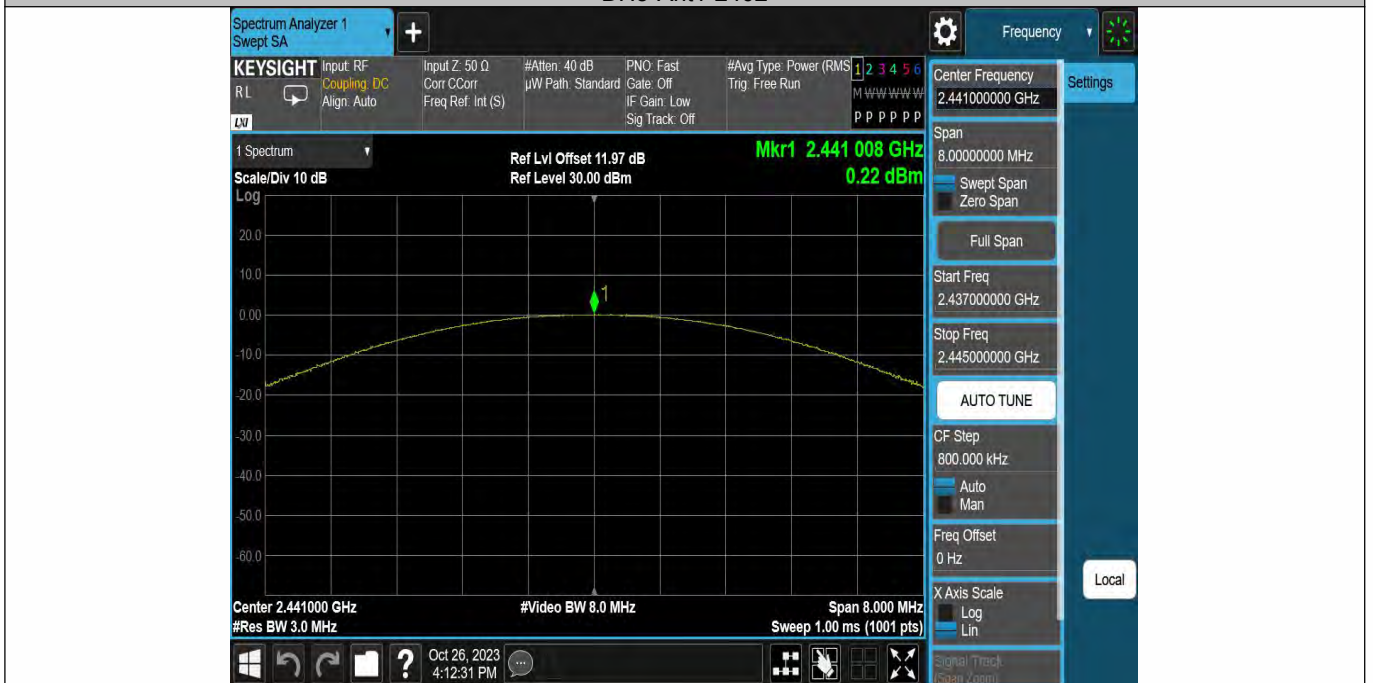 Spectrum Analyzer 1
Swept SA
+
Frequency
KEYSIGHT
RL
LXI
Input: RF
Coupling: DC
Align: Auto
Input Z: 50 Ω
Corr CCorr
Freq Ref: Int (S)
#Atten: 40 dB
µW Path: Standard
PNO: Fast
Gate: Off
IF Gain: Low
Sig Track: Off
#Avg Type: Power (RMS
Trig: Free Run
1 2 3 4 5 6
M W W W W W
P P P P P P
Center Frequency
2.441000000 GHz
Settings
Span
8.00000000 MHz
Swept Span
Zero Span
Full Span
Start Freq
2.437000000 GHz
Stop Freq
2.445000000 GHz
AUTO TUNE
CF Step
800.000 kHz
Auto
Man
Freq Offset
0 Hz
X Axis Scale
Log
Lin
Signal Track
(Span Zoom)
Local
1 Spectrum
Scale/Div 10 dB
Log
Ref Lvl Offset 11.97 dB
Ref Level 30.00 dBm
Mkr1 2.441 008 GHz
0.22 dBm
20.0
10.0
1
0.00
-10.0
-20.0
-30.0
-40.0
-50.0
-60.0
Center 2.441000 GHz
#Video BW 8.0 MHz
Span 8.000 MHz
#Res BW 3.0 MHz
Sweep 1.00 ms (1001 pts)
?
Oct 26, 2023
4:12:31 PM